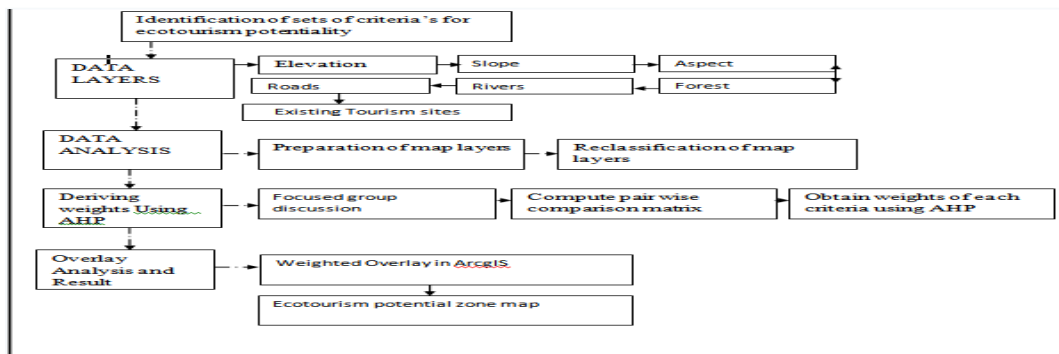 Identification of sets of criteria`s for
ecotourism potentiality
DATA
LAYERS
Elevation
Slope
Aspect
Roads
Rivers
Forest
Existing Tourism sites
DATA
ANALYSIS
Preparation of map layers
Reclassification of map
layers
Deriving
weights Using
AHP
Focused group
discussion
Compute pair wise
comparison matrix
Obtain weights of each
criteria using AHP
Overlay
Analysis and
Result
Weighted Overlay in ArcgIS
Ecotourism potential zone map